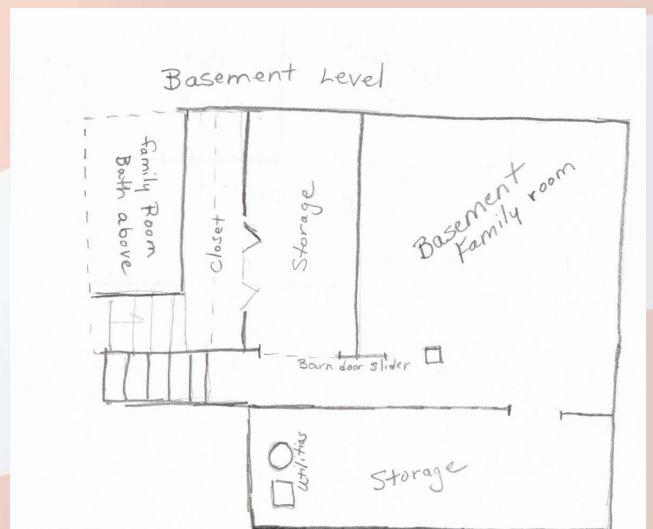 Basement Level
family Room
Bath above
Closet
Storage
Basement
Family room
Barn door slider
Utilities
Storage